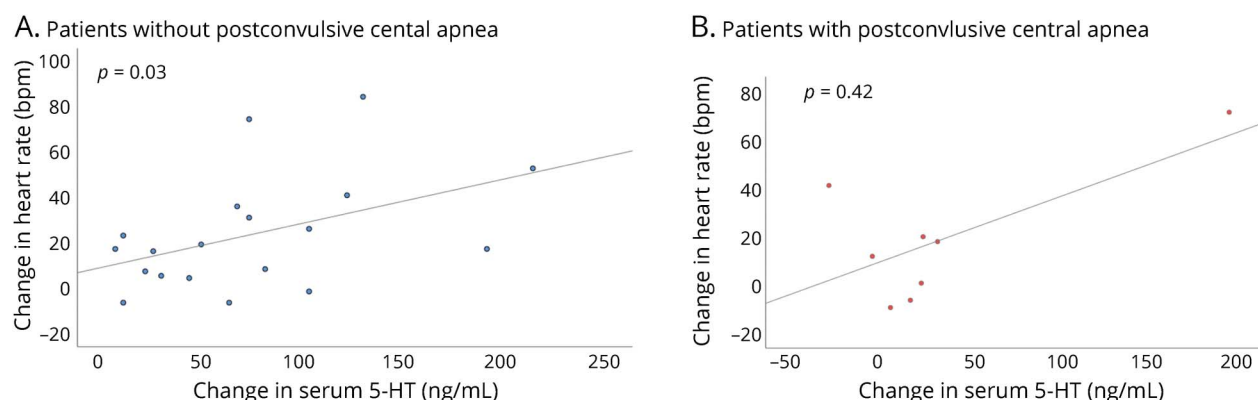 A. Patients without postconvulsive cental apnea
p = 0.03
Change in heart rate (bpm)
100
80
60
40
20
0
–20
0 50 100 150 200 250
Change in serum 5-HT (ng/mL)
B. Patients with postconvlusive central apnea
p = 0.42
Change in heart rate (bpm)
80
60
40
20
0
–20
–50 0 50 100 150 200
Change in serum 5-HT (ng/mL)